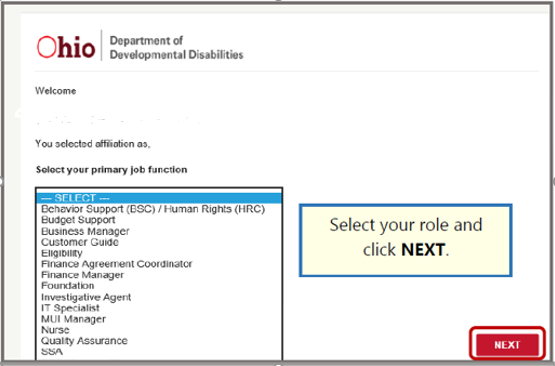 Ohio
Department of
Developmental Disabilities
Welcome
You selected affiliation as,
Select your primary job function
--- SELECT ---
Behavior Support (BSC) / Human Rights (HRC)
Budget Support
Business Manager
Customer Guide
Eligibility
Finance Agreement Coordinator
Finance Manager
Foundation
Investigative Agent
IT Specialist
MUI Manager
Nurse
Quality Assurance
SSA
Select your role and
click NEXT.
NEXT